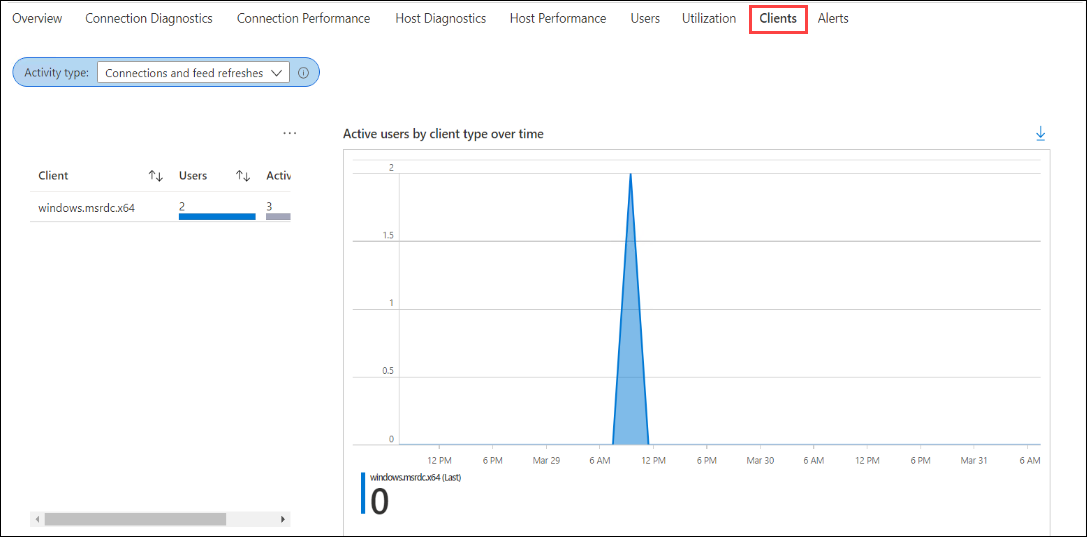 Overview Connection Diagnostics Connection Performance Host Diagnostics Host Performance Users Utilization Clients Alerts
Activity type: Connections and feed refreshes
...
Active users by client type over time
Client Users Activ
windows.msrdc.x64 2 3
2
1.5
1
0.5
0
12 PM 6 PM Mar 29 6 AM 12 PM 6 PM Mar 30 6 AM 12 PM 6 PM Mar 31 6 AM
windows.msrdc.x64 (Last)
0